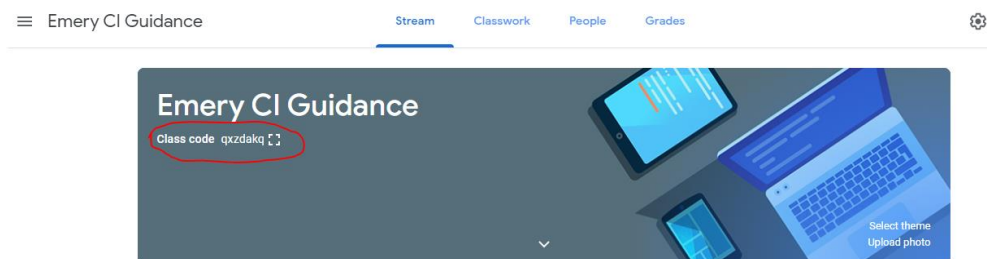 Emery CI Guidance
Stream Classwork People Grades
Emery CI Guidance
Class code qxzdakq
Select theme
Upload photo